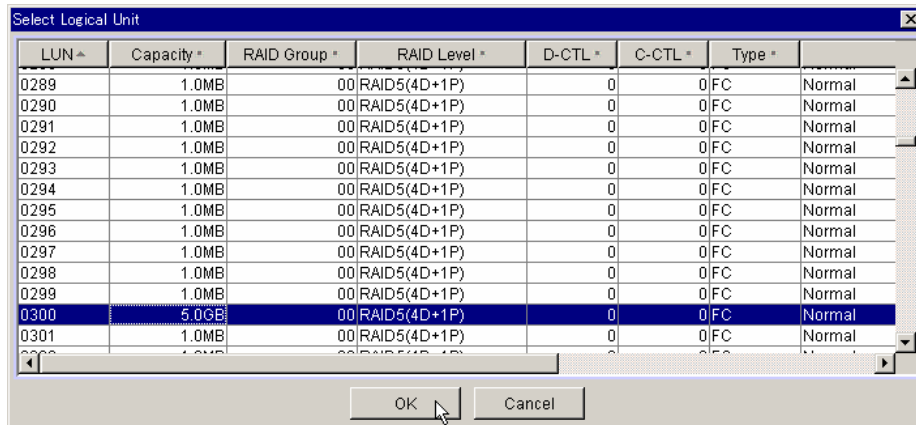 Select Logical Unit
LUN Capacity RAID Group RAID Level D-CTL C-CTL Type
0289 1.0MB 00 RAID5(4D+1P) 0 0 FC Normal
0290 1.0MB 00 RAID5(4D+1P) 0 0 FC Normal
0291 1.0MB 00 RAID5(4D+1P) 0 0 FC Normal
0292 1.0MB 00 RAID5(4D+1P) 0 0 FC Normal
0293 1.0MB 00 RAID5(4D+1P) 0 0 FC Normal
0294 1.0MB 00 RAID5(4D+1P) 0 0 FC Normal
0295 1.0MB 00 RAID5(4D+1P) 0 0 FC Normal
0296 1.0MB 00 RAID5(4D+1P) 0 0 FC Normal
0297 1.0MB 00 RAID5(4D+1P) 0 0 FC Normal
0298 1.0MB 00 RAID5(4D+1P) 0 0 FC Normal
0299 1.0MB 00 RAID5(4D+1P) 0 0 FC Normal
0300 5.0GB 00 RAID5(4D+1P) 0 0 FC Normal
0301 1.0MB 00 RAID5(4D+1P) 0 0 FC Normal
OK Cancel